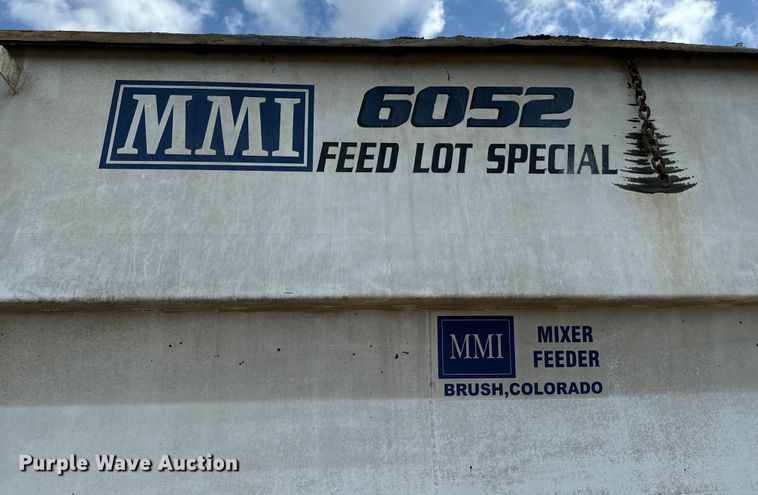 MMI
6052
FEED LOT SPECIAL
MMI
MIXER
FEEDER
BRUSH,COLORADO
Purple Wave Auction